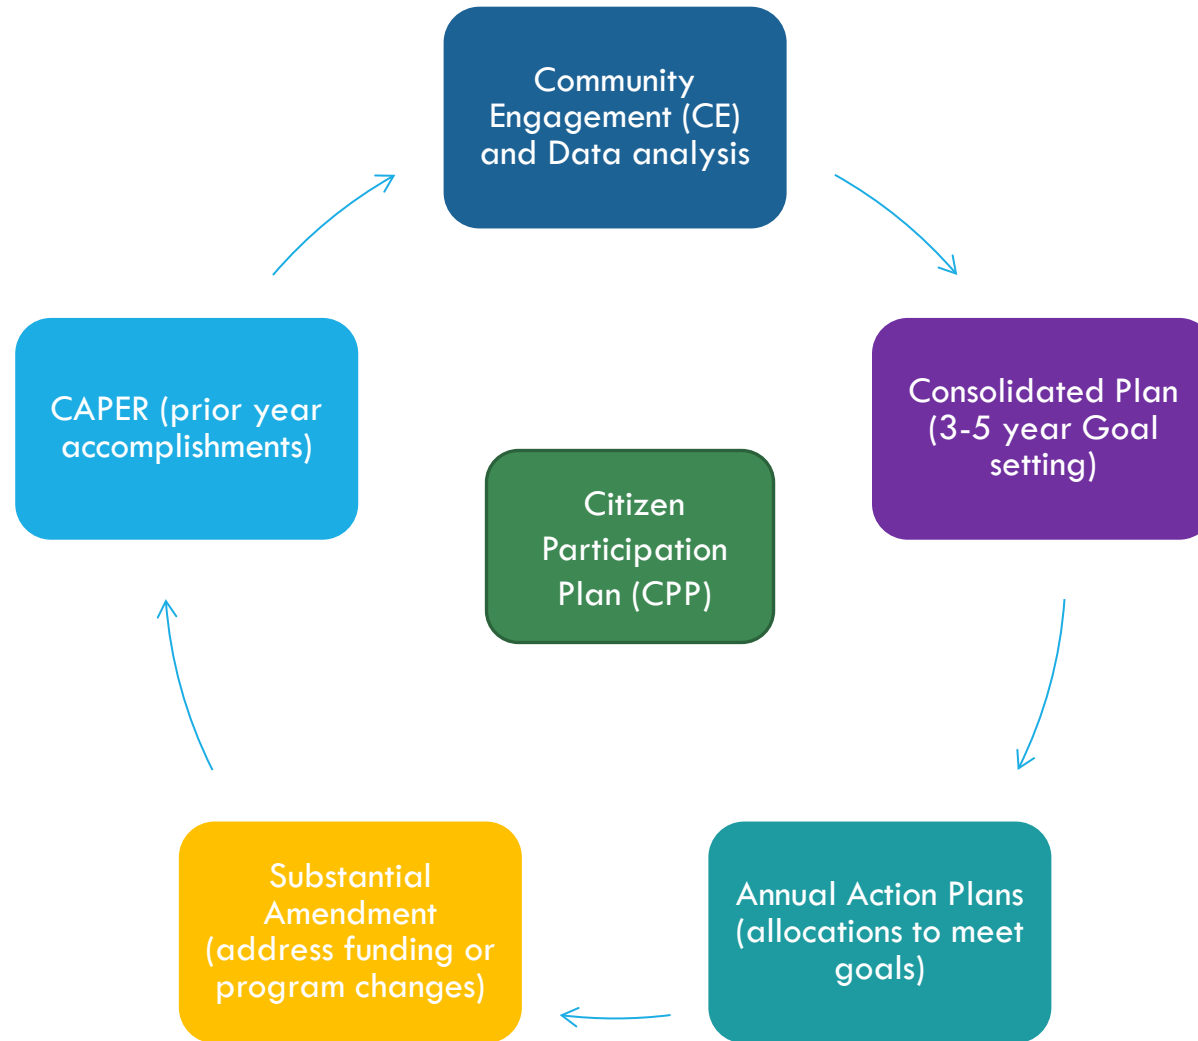 Community
Engagement (CE)
and Data analysis
Consolidated Plan
(3-5 year Goal
setting)
Annual Action Plans
(allocations to meet
goals)
Substantial
Amendment
(address funding or
program changes)
CAPER (prior year
accomplishments)
Citizen
Participation
Plan (CPP)